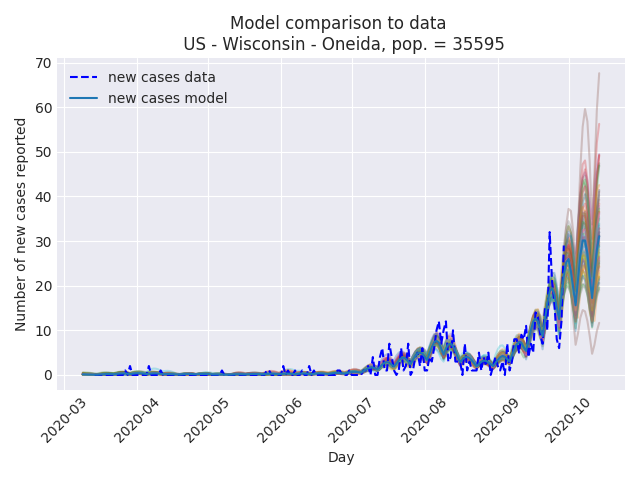 Model comparison to data
US - Wisconsin - Oneida, pop. = 35595
new cases data
new cases model
Number of new cases reported
70
60
50
40
30
20
10
0
2020-03
2020-04
2020-05
2020-06
2020-07
2020-08
2020-09
2020-10
Day